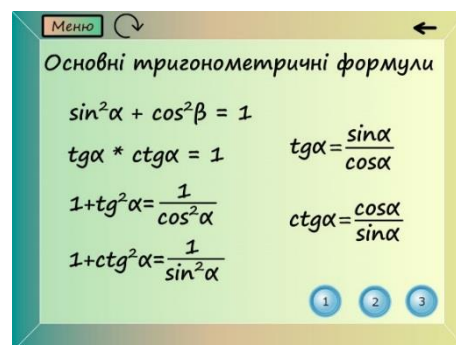 Меню
Основні тригонометричні формули
sin²α + cos²β = 1
tgα * ctgα = 1
1+tg²α=1/cos²α
1+ctg²α=1/sin²α
tgα=sinα/cosα
ctgα=cosα/sinα
1 2 3